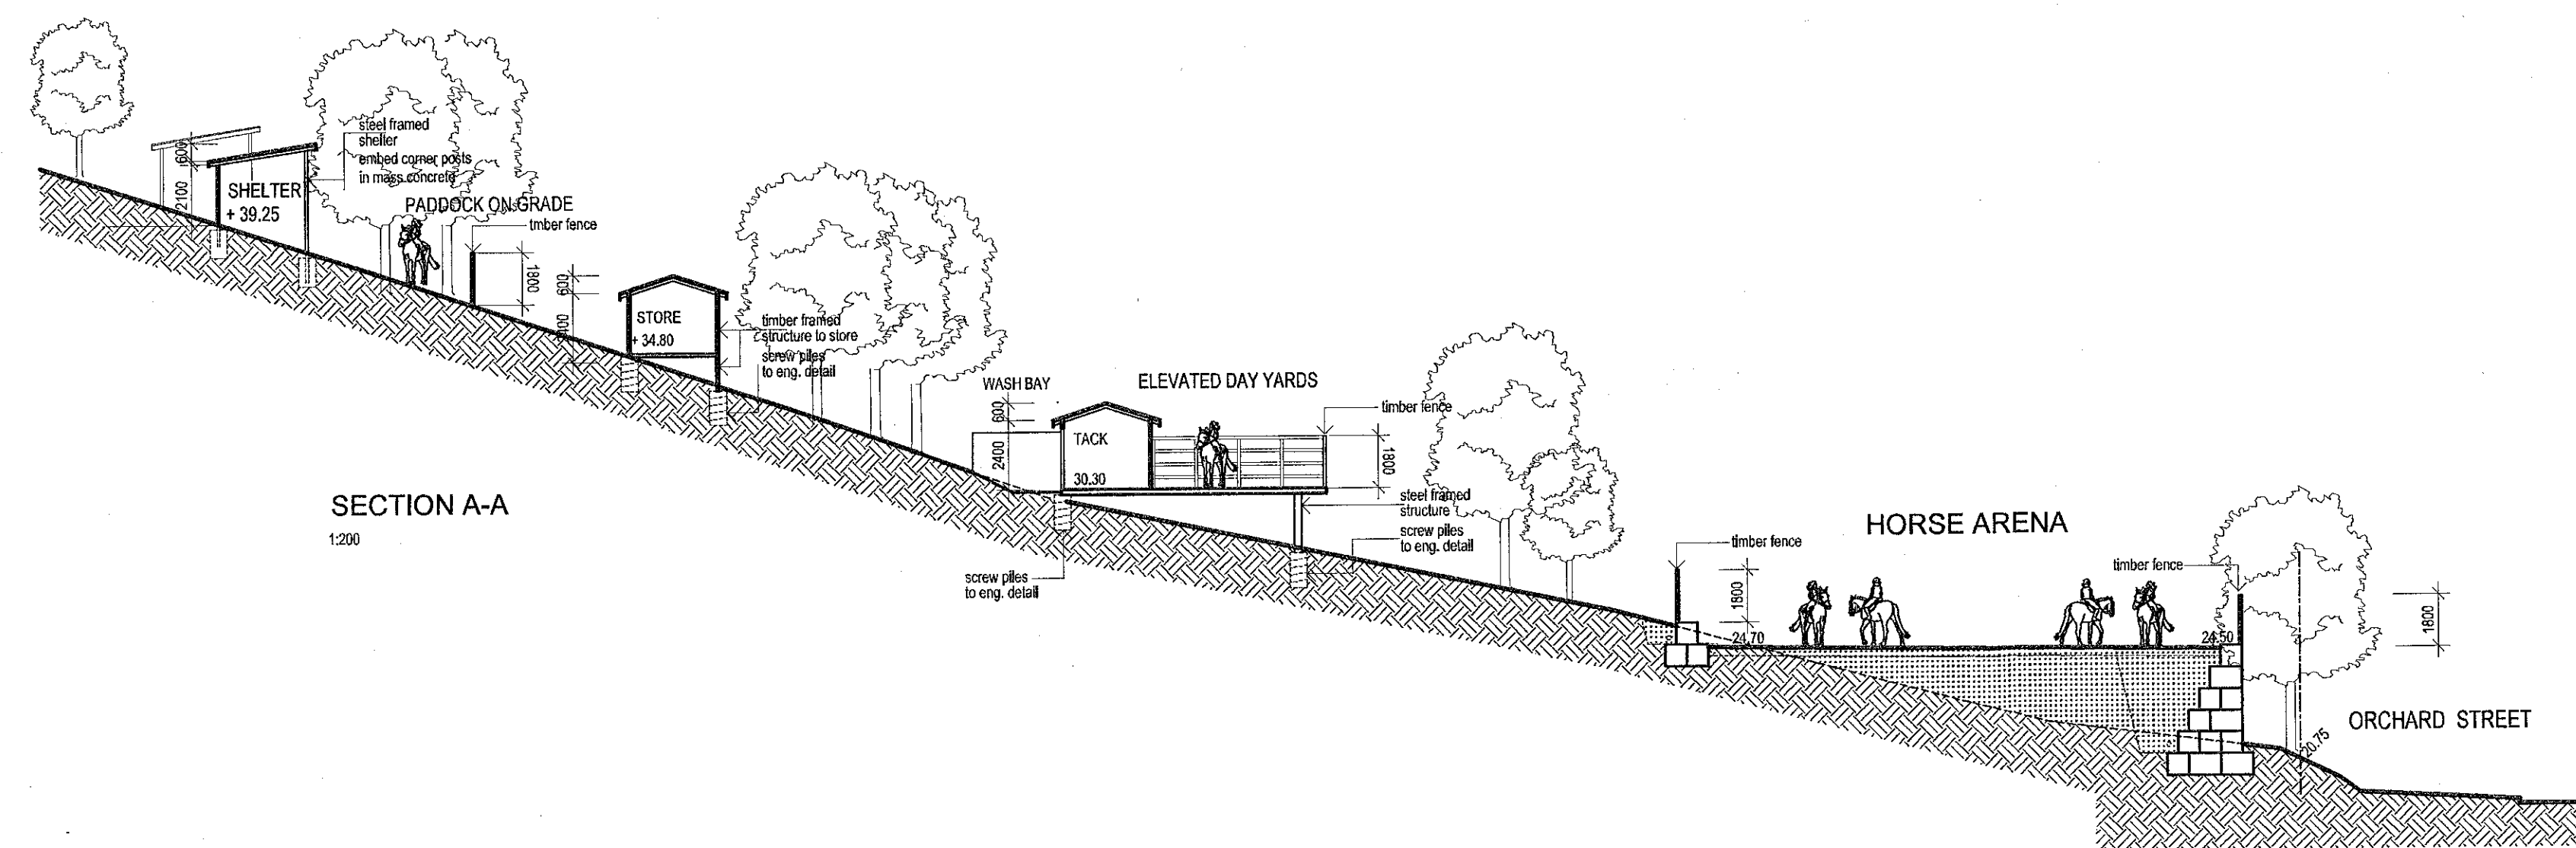 steel framed
shelter
embed corner posts
in mass concrete
600
2100
SHELTER
+ 39.25
PADDOCK ON GRADE
tmber fence
1800
600
STORE
+ 34.80
timber framed
structure to store
screw piles
to eng. detail
WASH BAY
600
2400
TACK
30.30
ELEVATED DAY YARDS
timber fence
1800
steel framed
structure
screw piles
to eng. detail
screw piles
to eng. detail
SECTION A-A
1:200
HORSE ARENA
timber fence
1800
24.70
timber fence
24.50
1800
ORCHARD STREET
20.75